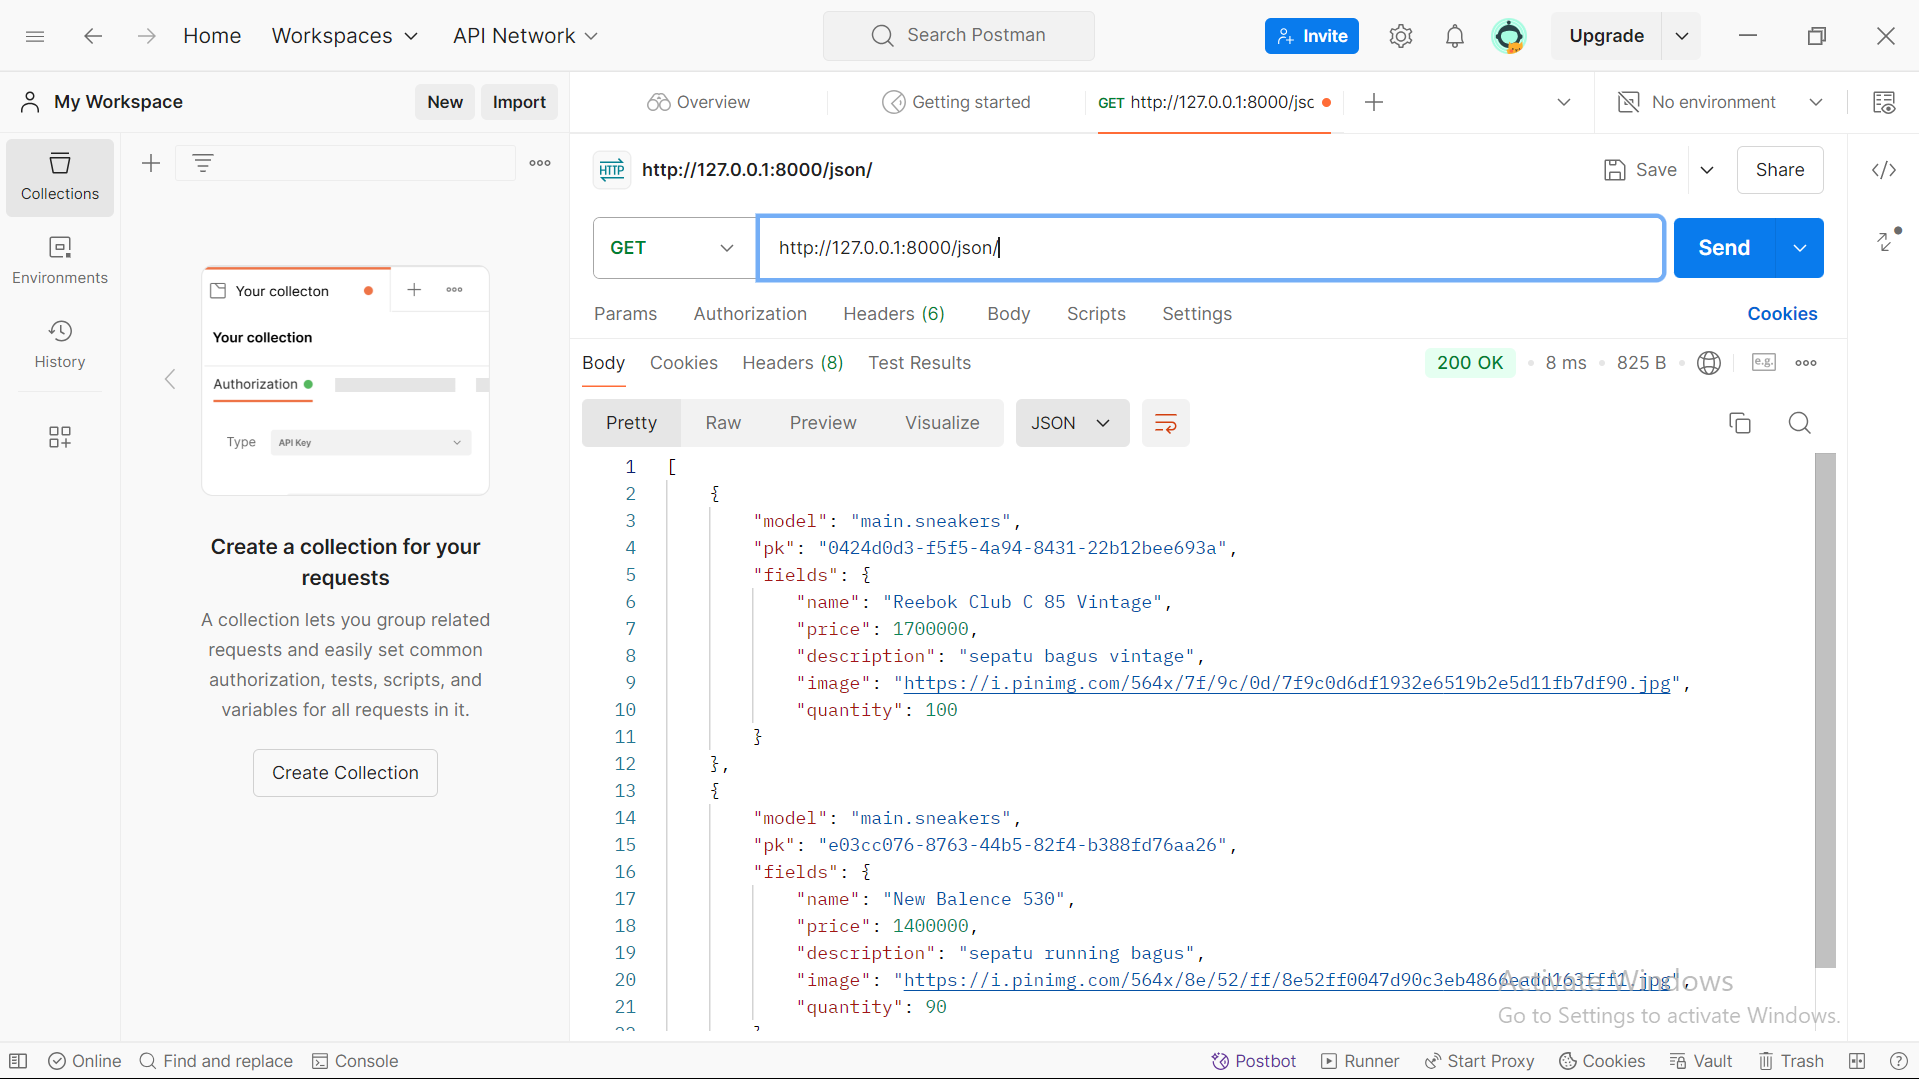 Home Workspaces API Network Search Postman Invite Upgrade
My Workspace New Import Overview Getting started GET http://127.0.0.1:8000/jsc No environment
Collections
Environments
History
Your collecton
Your collection
Authorization
Type API Key
Create a collection for your
requests
A collection lets you group related
requests and easily set common
authorization, tests, scripts, and
variables for all requests in it.
Create Collection
HTTP http://127.0.0.1:8000/json/ Save Share
GET http://127.0.0.1:8000/json/ Send
Params Authorization Headers (6) Body Scripts Settings Cookies
Body Cookies Headers (8) Test Results 200 OK 8 ms 825 B e.g.
Pretty Raw Preview Visualize JSON
1 [
2 {
3 "model": "main.sneakers",
4 "pk": "0424d0d3-f5f5-4a94-8431-22b12bee693a",
5 "fields": {
6 "name": "Reebok Club C 85 Vintage",
7 "price": 1700000,
8 "description": "sepatu bagus vintage",
9 "image": "https://i.pinimg.com/564x/7f/9c/0d/7f9c0d6df1932e6519b2e5d11fb7df90.jpg",
10 "quantity": 100
11 }
12 },
13 {
14 "model": "main.sneakers",
15 "pk": "e03cc076-8763-44b5-82f4-b388fd76aa26",
16 "fields": {
17 "name": "New Balence 530",
18 "price": 1400000,
19 "description": "sepatu running bagus",
20 "image": "https://i.pinimg.com/564x/8e/52/ff/8e52ff0047d90c3eb4866eadd163fff1.jpg",
21 "quantity": 90
Activate Windows
Go to Settings to activate Windows.
Online Find and replace Console Postbot Runner Start Proxy Cookies Vault Trash